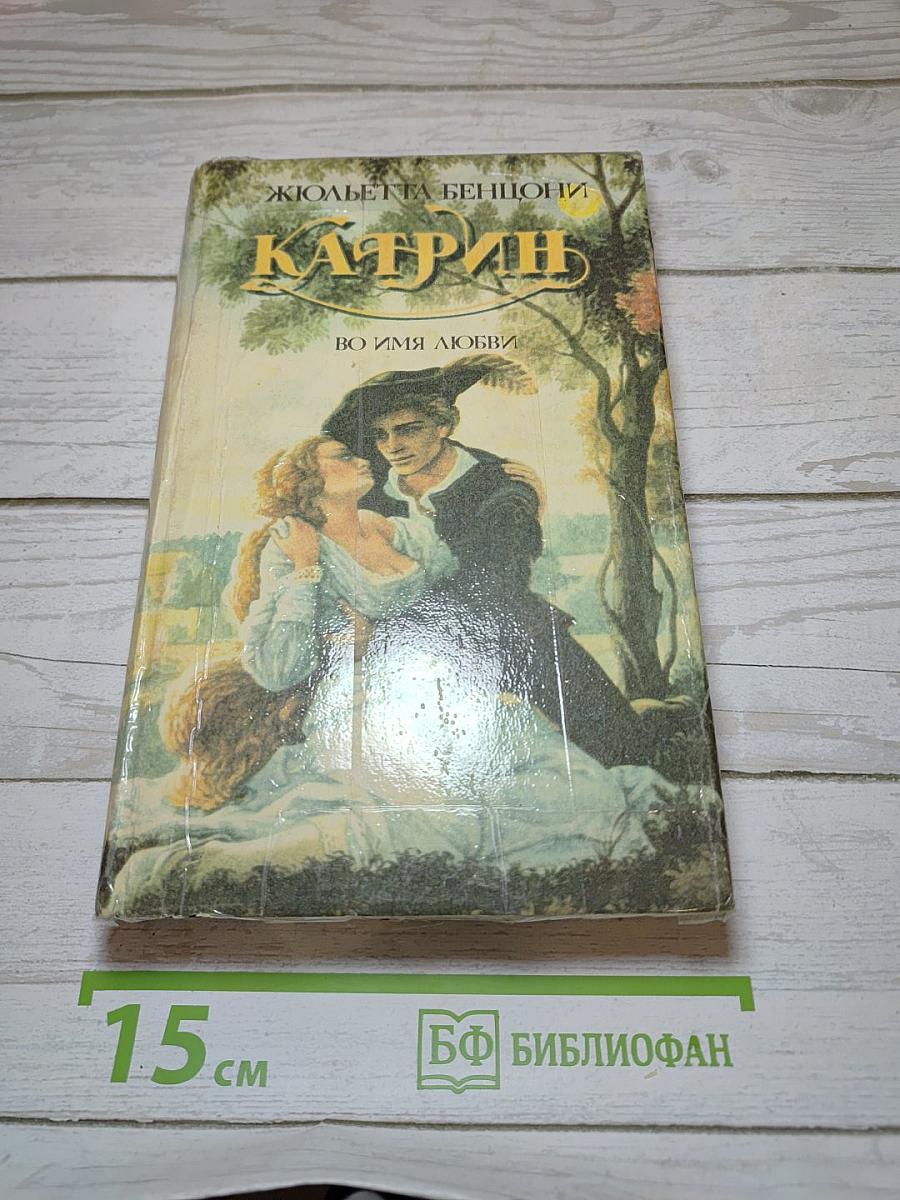 ЖЮЛЬЕТТА БЕНЦОНИ
КАТРИН
ВО ИМЯ ЛЮБВИ
15 см
БФ БИБЛИОФАН